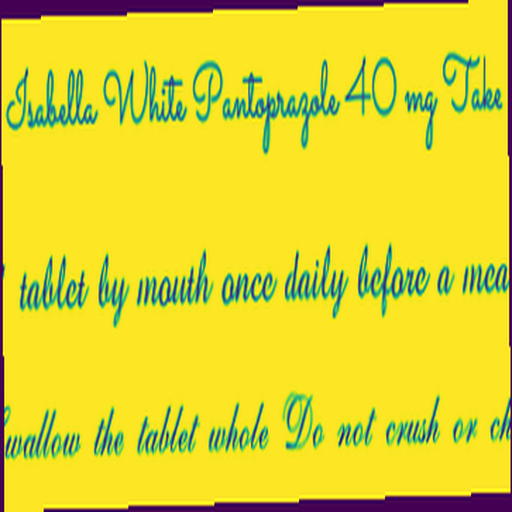 Isabella White Pantoprazole 40 mg Take
tablet by mouth once daily before a
the tablet whole Do not crush or